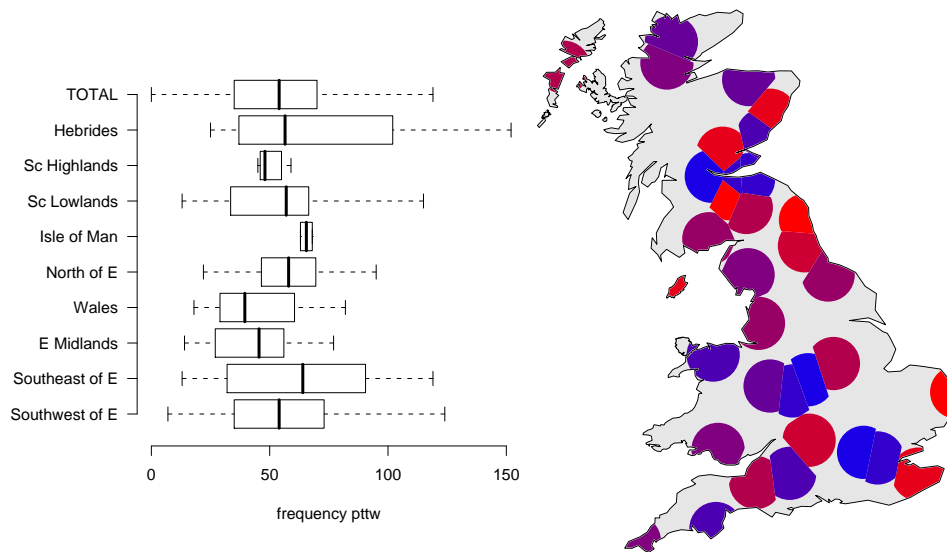 TOTAL
Hebrides
Sc Highlands
Sc Lowlands
Isle of Man
North of E
Wales
E Midlands
Southeast of E
Southwest of E
0 50 100 150
frequency pttw